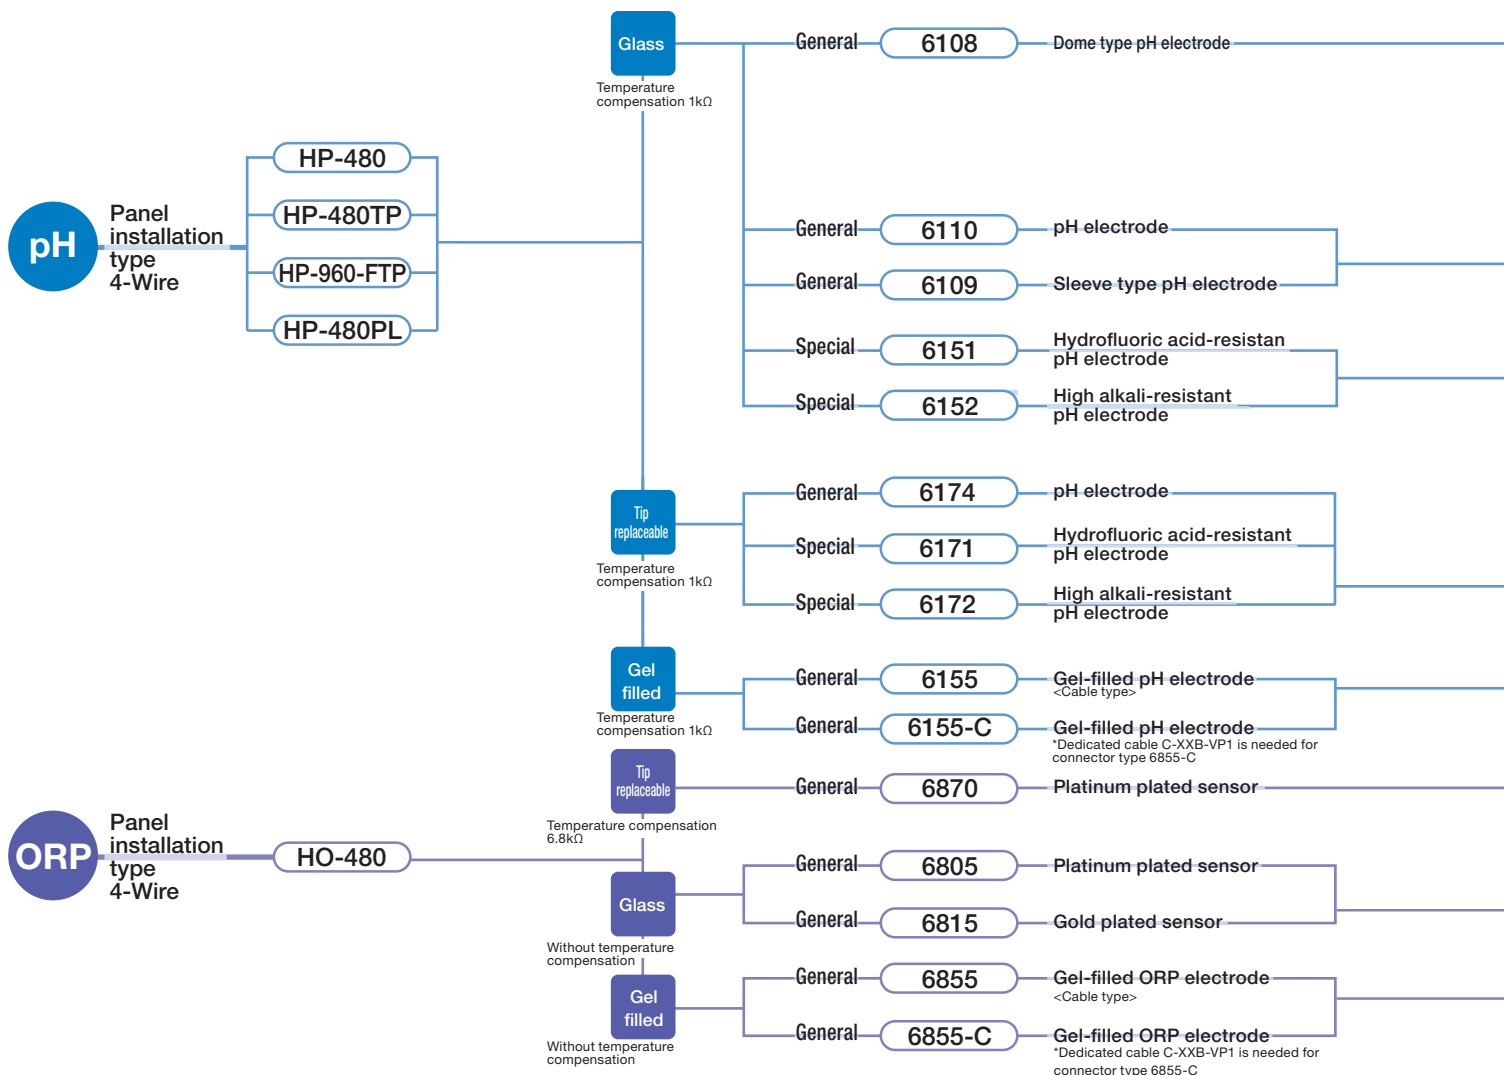 pH
Panel
installation
type
4-Wire
HP-480
HP-480TP
HP-960-FTP
HP-480PL
Glass
Temperature
compensation 1kΩ
General
6108
Dome type pH electrode
General
6110
pH electrode
General
6109
Sleeve type pH electrode
Special
6151
Hydrofluoric acid-resistan
pH electrode
Special
6152
High alkali-resistant
pH electrode
Tip
replaceable
Temperature
compensation 1kΩ
General
6174
pH electrode
Special
6171
Hydrofluoric acid-resistant
pH electrode
Special
6172
High alkali-resistant
pH electrode
Gel
filled
Temperature
compensation 1kΩ
General
6155
Gel-filled pH electrode
<Cable type>
General
6155-C
Gel-filled pH electrode
*Dedicated cable C-XXB-VP1 is needed for
connector type 6855-C
ORP
Panel
installation
type
4-Wire
HO-480
Tip
replaceable
Temperature compensation
6.8kΩ
General
6870
Platinum plated sensor
Glass
Without temperature
compensation
General
6805
Platinum plated sensor
General
6815
Gold plated sensor
Gel
filled
Without temperature
compensation
General
6855
Gel-filled ORP electrode
<Cable type>
General
6855-C
Gel-filled ORP electrode
*Dedicated cable C-XXB-VP1 is needed for
connector type 6855-C